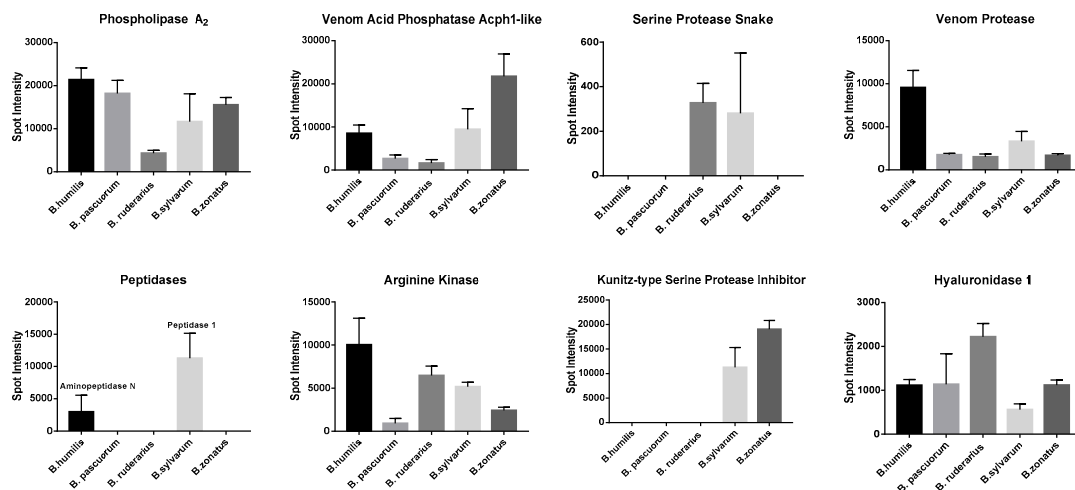 Phospholipase A2
Spot Intensity
30000
20000
10000
0
B.humilis
B. pascuorum
B. ruderarius
B.sylvarum
B.zonatus
Venom Acid Phosphatase Acph1-like
Spot Intensity
30000
20000
10000
0
B.humilis
B. pascuorum
B. ruderarius
B.sylvarum
B.zonatus
Serine Protease Snake
Spot Intensity
600
400
200
0
B.humilis
B. pascuorum
B. ruderarius
B.sylvarum
B.zonatus
Venom Protease
Spot Intensity
15000
10000
5000
0
B.humilis
B. pascuorum
B. ruderarius
B.sylvarum
B.zonatus
Peptidases
Spot Intensity
20000
15000
10000
5000
0
Aminopeptidase N
Peptidase 1
B.humilis
B. pascuorum
B. ruderarius
B.sylvarum
B.zonatus
Arginine Kinase
Spot Intensity
15000
10000
5000
0
B.humilis
B. pascuorum
B. ruderarius
B.sylvarum
B.zonatus
Kunitz-type Serine Protease Inhibitor
Spot Intensity
25000
20000
15000
10000
5000
0
B.humilis
B. pascuorum
B. ruderarius
B.sylvarum
B.zonatus
Hyaluronidase 1
Spot Intensity
3000
2000
1000
0
B.humilis
B. pascuorum
B. ruderarius
B.sylvarum
B.zonatus